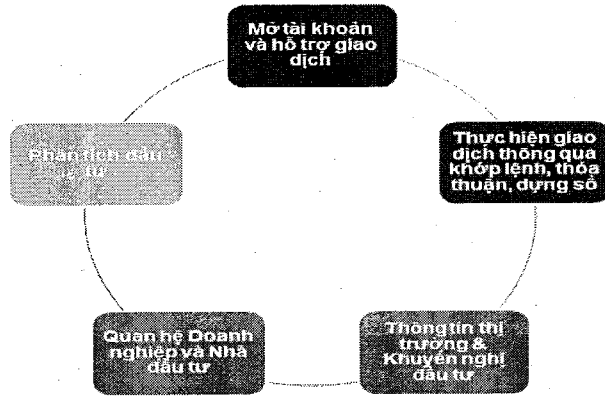 Mở tài khoản
và hỗ trợ giao
dịch
Thực hiện giao
dịch thông qua
khớp lệnh, thỏa
thuận, dựng sổ
Thông tin thị
trường &
Khuyến nghị
đầu tư
Quan hệ Doanh
nghiệp và Nhà
đầu tư
Phân tích đầu
tư